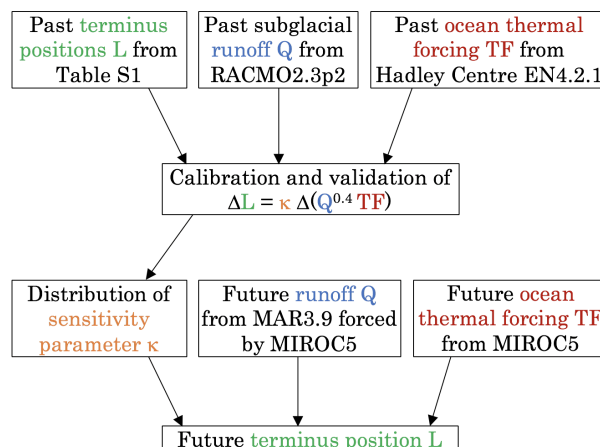 Past terminus
positions L from
Table S1
Past subglacial
runoff Q from
RACMO2.3p2
Past ocean thermal
forcing TF from
Hadley Centre EN4.2.1
Calibration and validation of
ΔL = κ Δ(Q^0.4 TF)
Distribution of
sensitivity
parameter κ
Future runoff Q
from MAR3.9 forced
by MIROC5
Future ocean
thermal forcing TF
from MIROC5
Future terminus position L